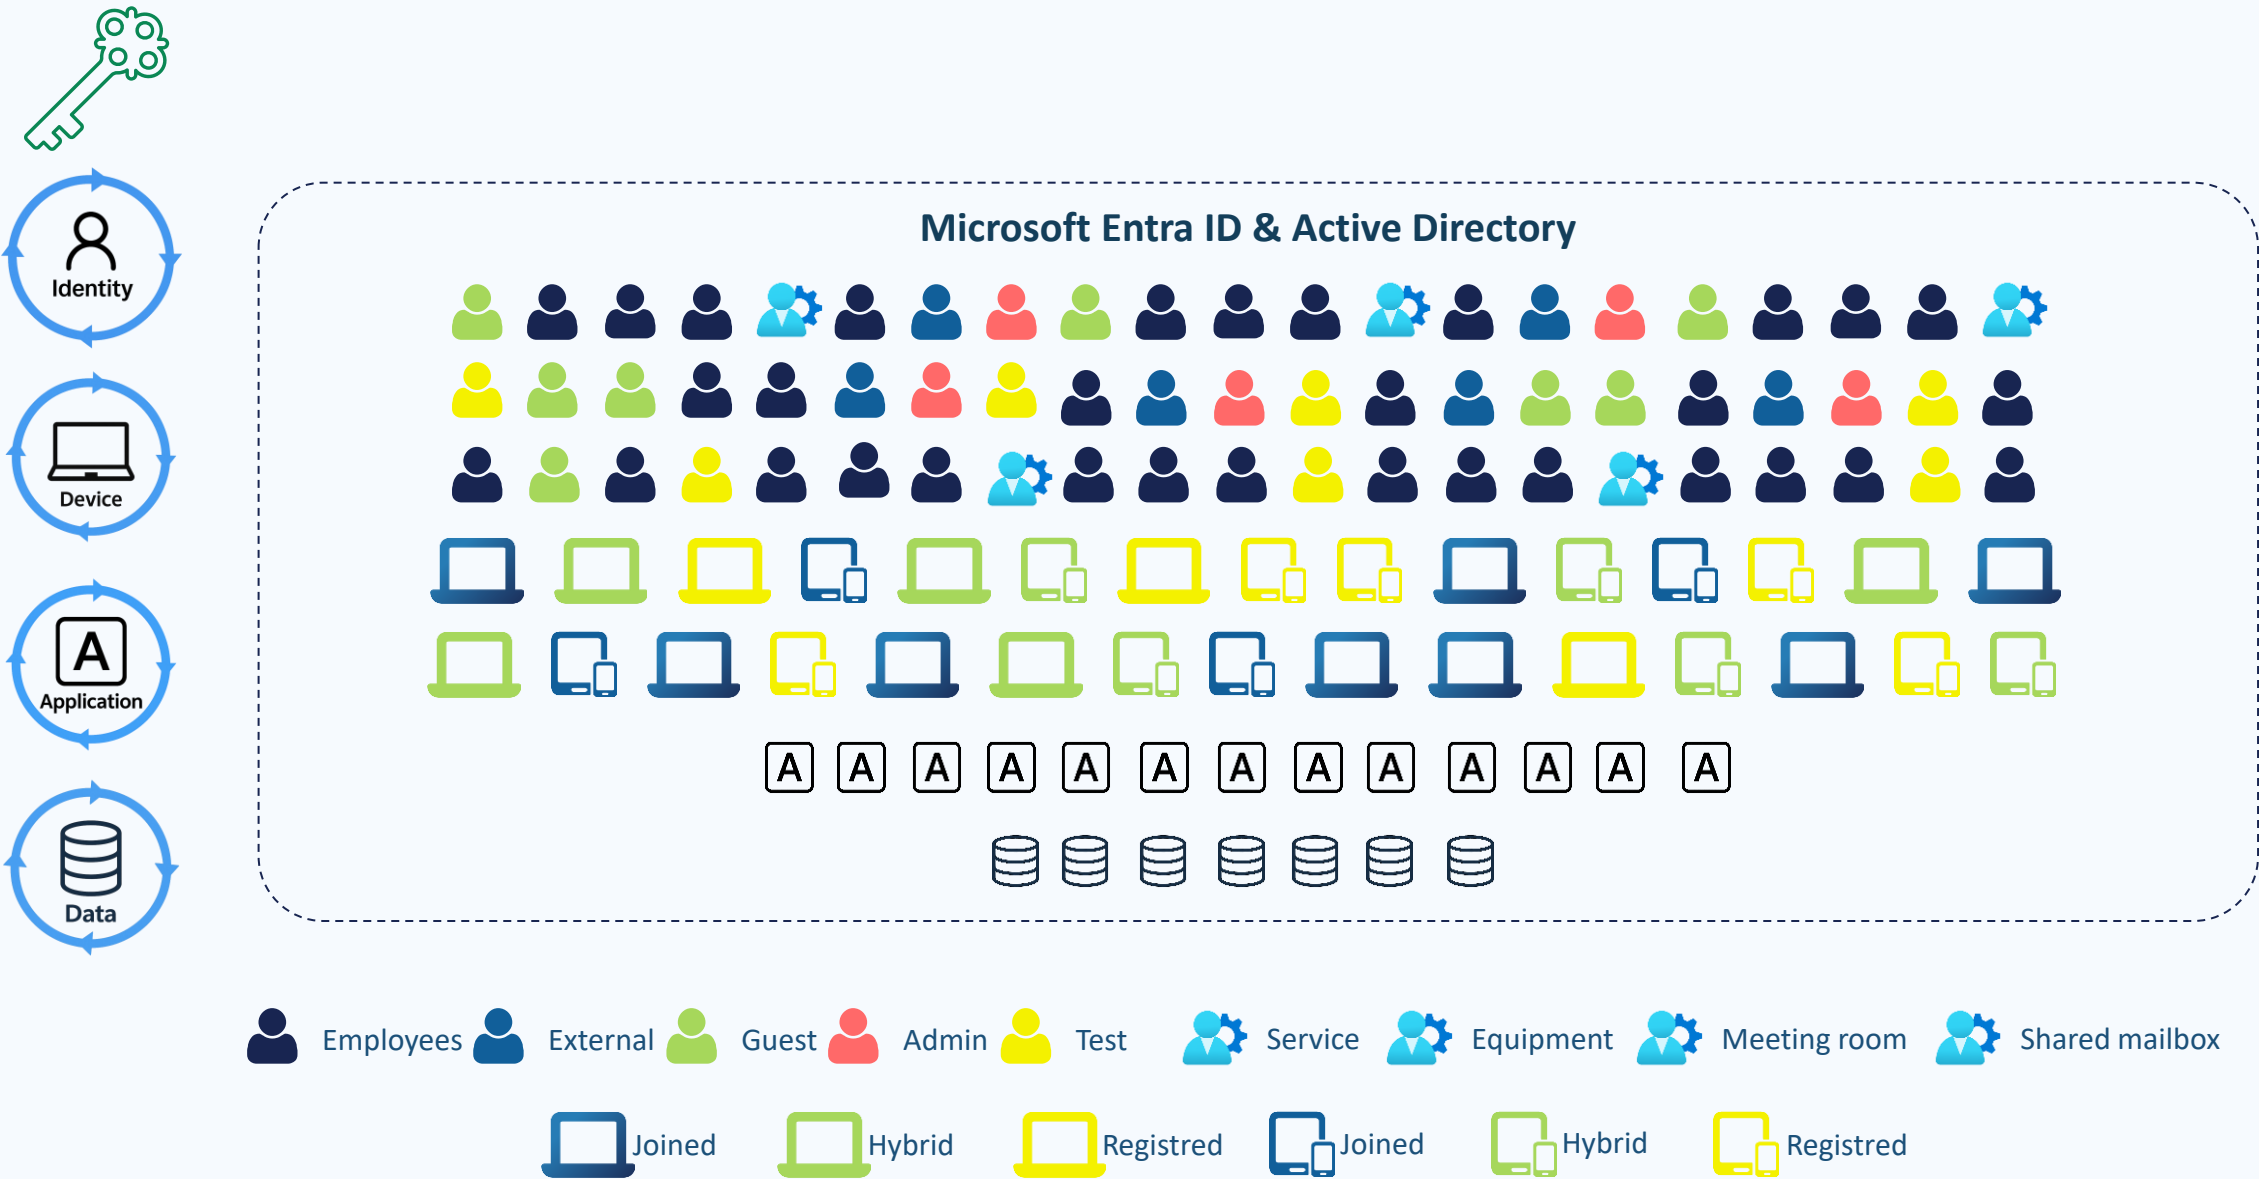 Microsoft Entra ID & Active Directory
Identity
Device
A
Application
Data
A A A A A A A A A A A A A
Employees External Guest Admin Test Service Equipment Meeting room Shared mailbox
Joined Hybrid Registred Joined Hybrid Registred